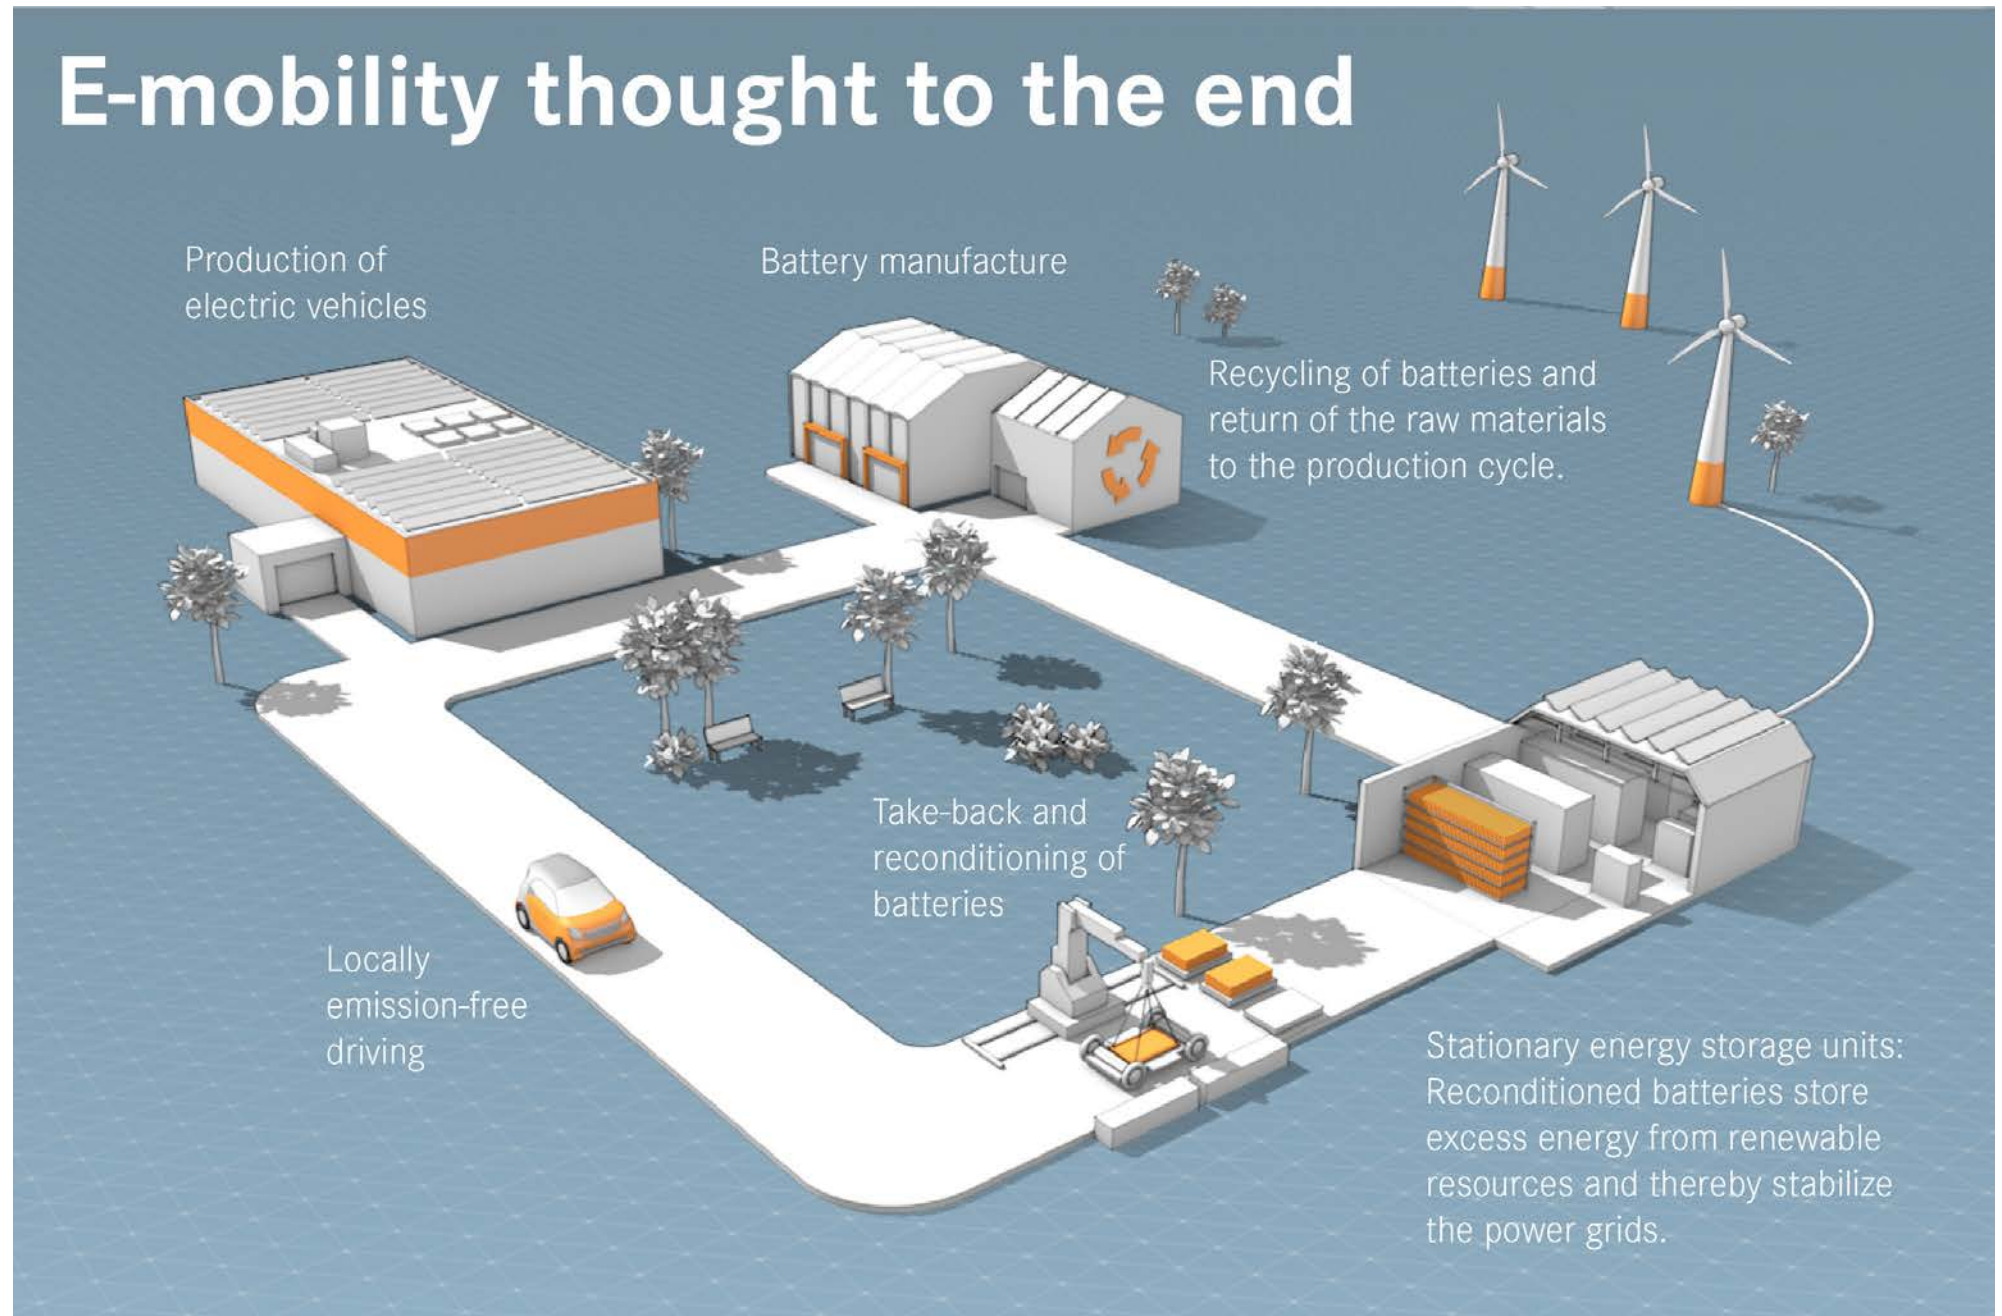 E-mobility thought to the end
Production of
electric vehicles
Battery manufacture
Recycling of batteries and
return of the raw materials
to the production cycle.
Take-back and
reconditioning of
batteries
Locally
emission-free
driving
Stationary energy storage units:
Reconditioned batteries store
excess energy from renewable
resources and thereby stabilize
the power grids.